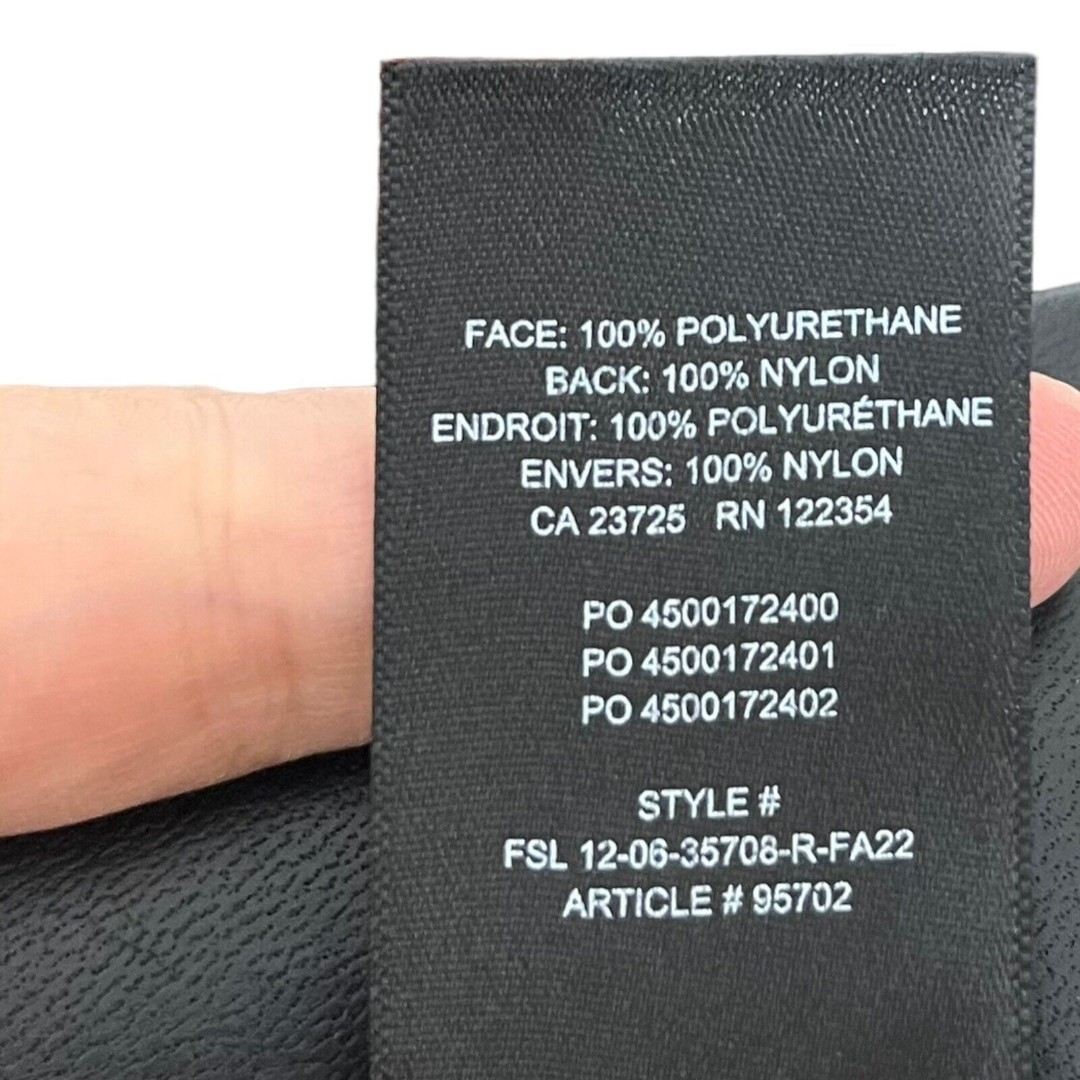 FACE: 100% POLYURETHANE
BACK: 100% NYLON
ENDROIT: 100% POLYURÉTHANE
ENVERS: 100% NYLON
CA 23725 RN 122354
PO 4500172400
PO 4500172401
PO 4500172402
STYLE #
FSL 12-06-35708-R-FA22
ARTICLE # 95702